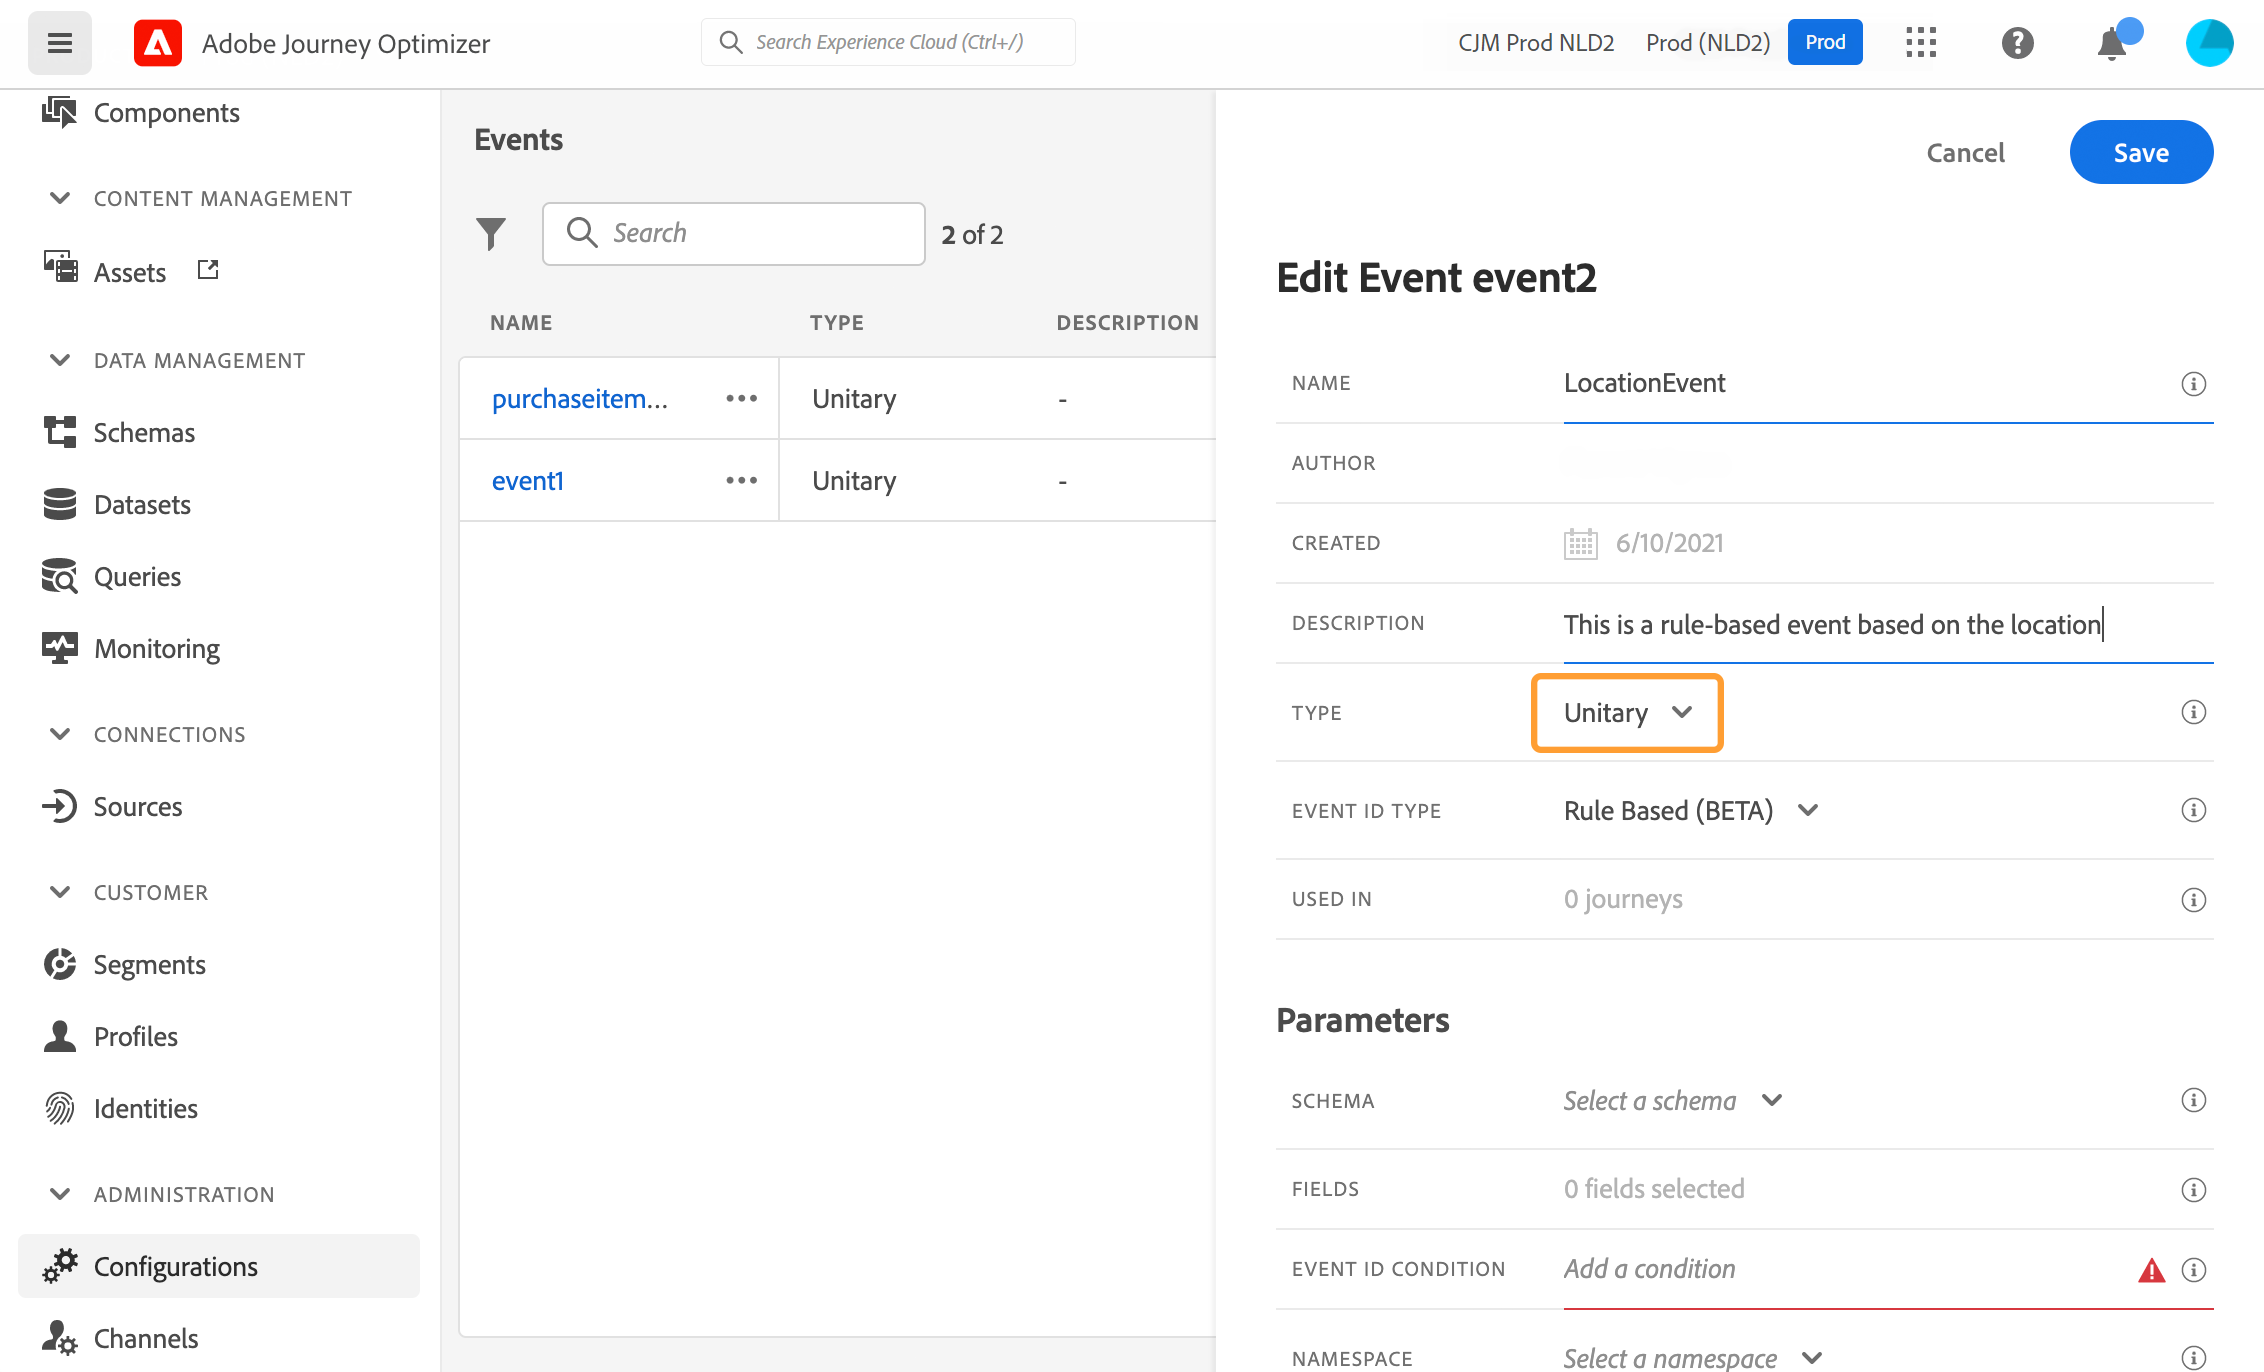 Adobe Journey Optimizer
Search Experience Cloud (Ctrl+/)
CJM Prod NLD2
Prod (NLD2)
Prod
Components
CONTENT MANAGEMENT
Assets
DATA MANAGEMENT
Schemas
Datasets
Queries
Monitoring
CONNECTIONS
Sources
CUSTOMER
Segments
Profiles
Identities
ADMINISTRATION
Configurations
Channels
Events
Search
2 of 2
NAME TYPE DESCRIPTION
purchaseitem... Unitary -
event1 Unitary -
Cancel
Save
Edit Event event2
NAME LocationEvent
AUTHOR
CREATED 6/10/2021
DESCRIPTION This is a rule-based event based on the location
TYPE Unitary
EVENT ID TYPE Rule Based (BETA)
USED IN 0 journeys
Parameters
SCHEMA Select a schema
FIELDS 0 fields selected
EVENT ID CONDITION Add a condition
NAMESPACE Select a namespace